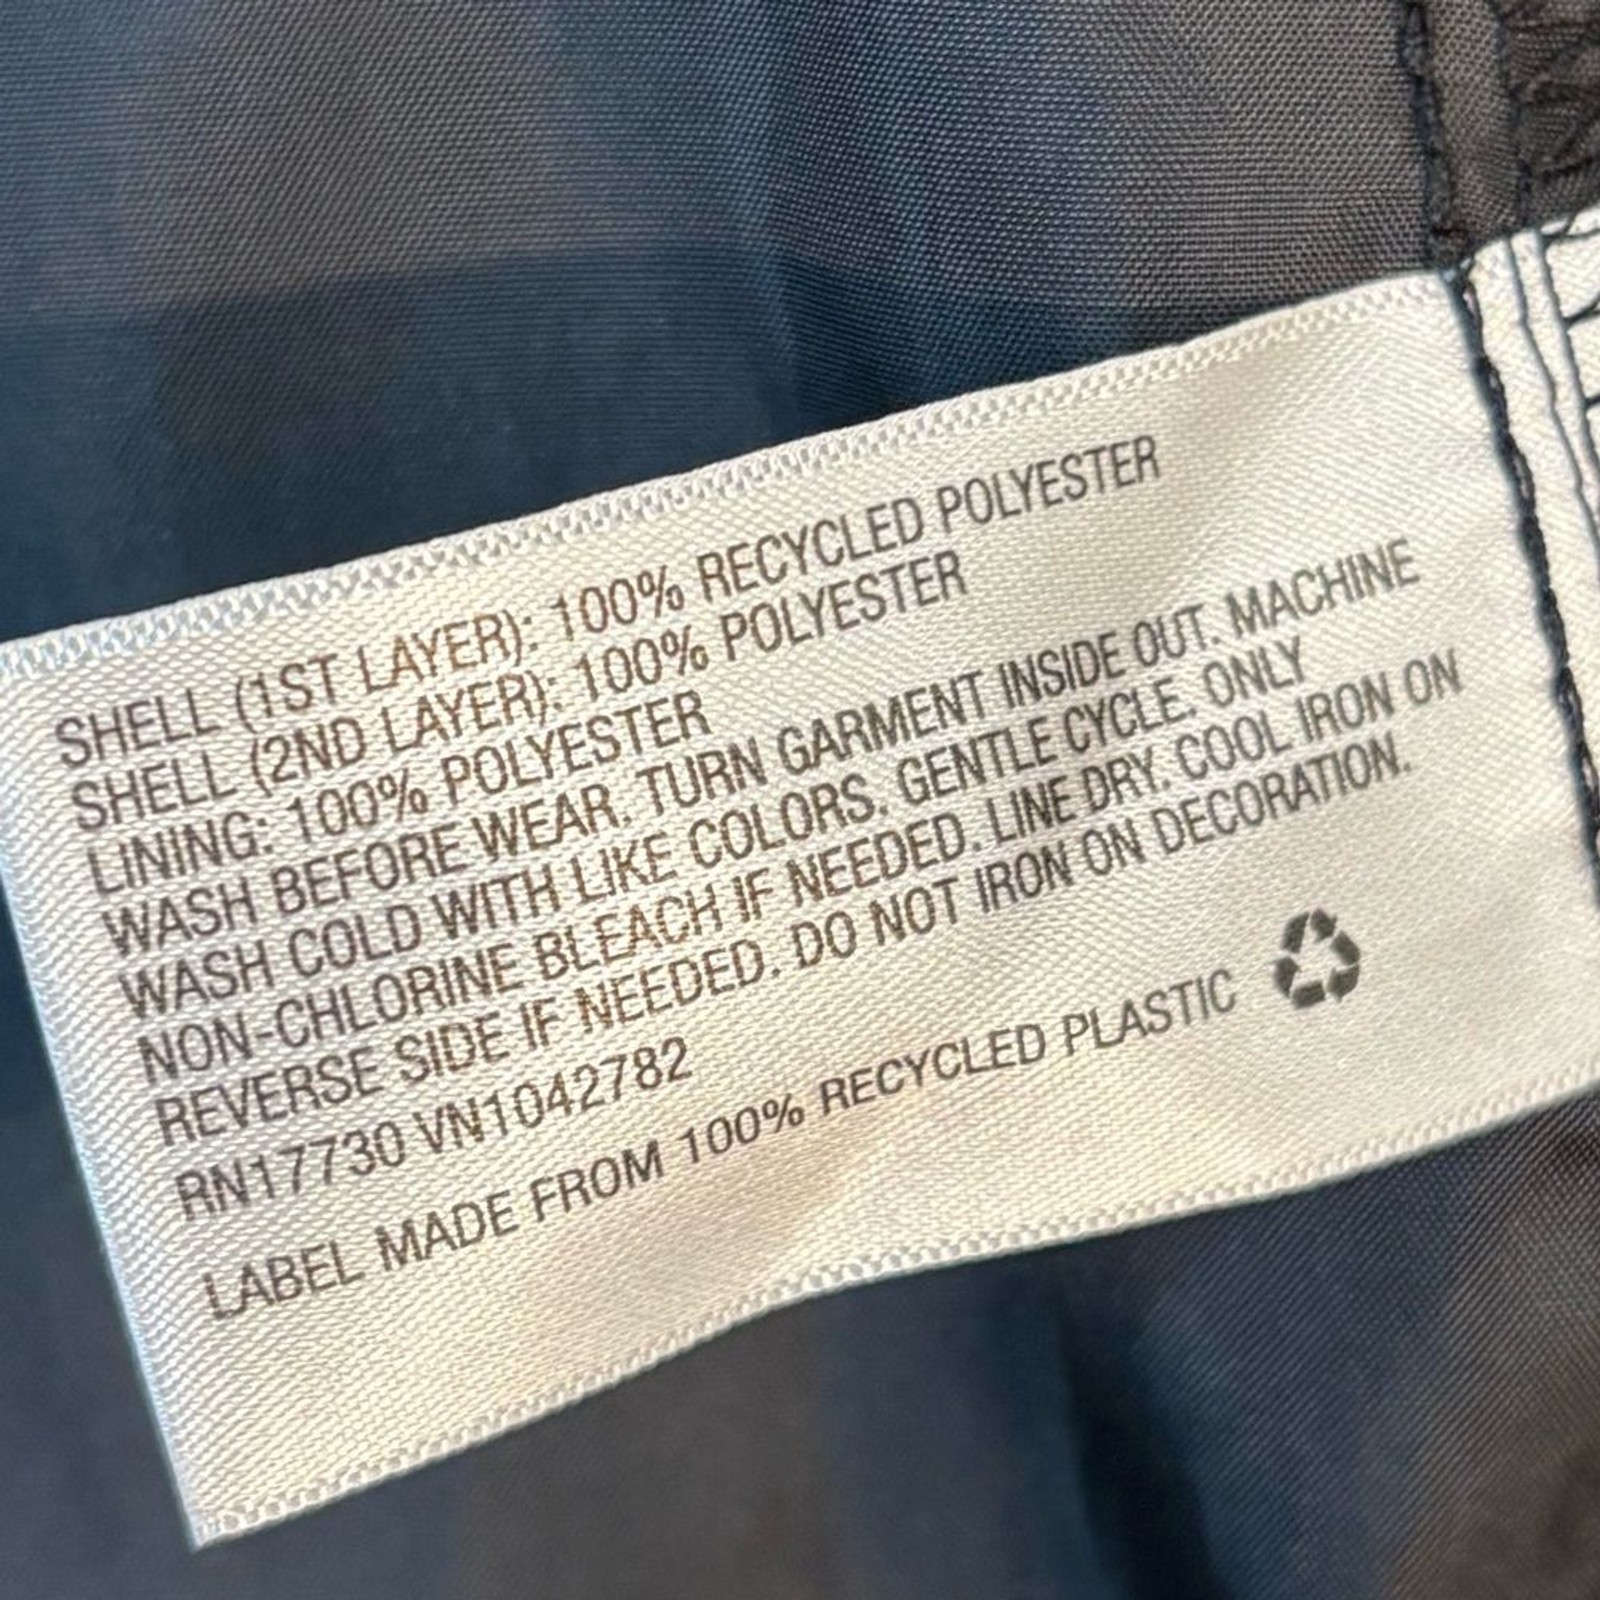 SHELL (1ST LAYER): 100% RECYCLED POLYESTER
SHELL (2ND LAYER): 100% POLYESTER
LINING: 100% POLYESTER
WASH BEFORE WEAR. TURN GARMENT INSIDE OUT. MACHINE
WASH COLD WITH LIKE COLORS. GENTLE CYCLE. ONLY
NON-CHLORINE BLEACH IF NEEDED. LINE DRY. COOL IRON ON
REVERSE SIDE IF NEEDED. DO NOT IRON ON DECORATION.
RN17730 VN1042782
LABEL MADE FROM 100% RECYCLED PLASTIC